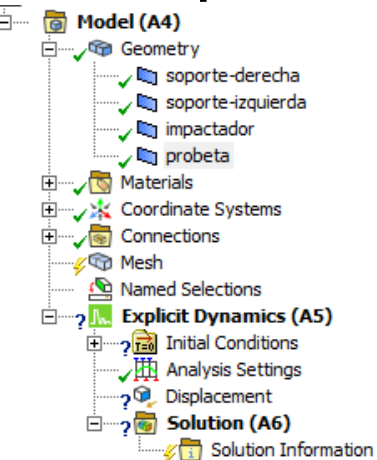 Model (A4)
Geometry
soporte-derecha
soporte-izquierda
impactador
probeta
Materials
Coordinate Systems
Connections
Mesh
Named Selections
Explicit Dynamics (A5)
T=0 Initial Conditions
Analysis Settings
Displacement
Solution (A6)
Solution Information